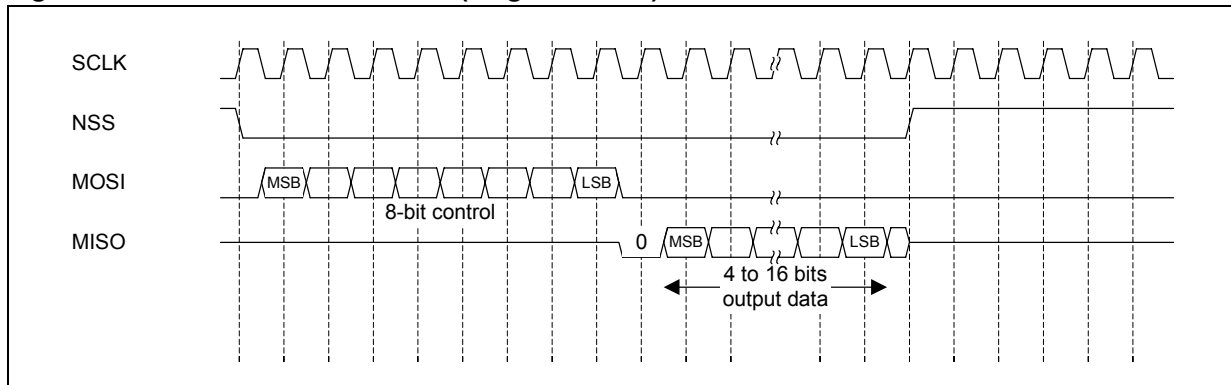 SCLK
NSS
MOSI
MSB
LSB
8-bit control
MISO
0
MSB
LSB
4 to 16 bits
output data